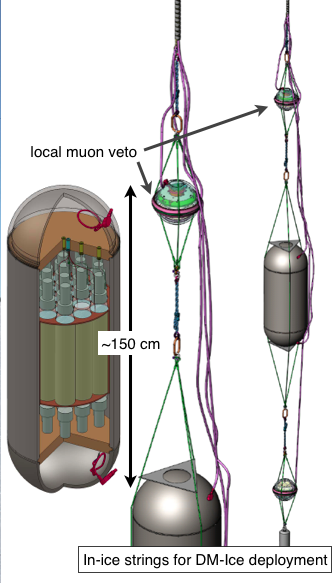 local muon veto
~150 cm
In-ice strings for DM-Ice deployment